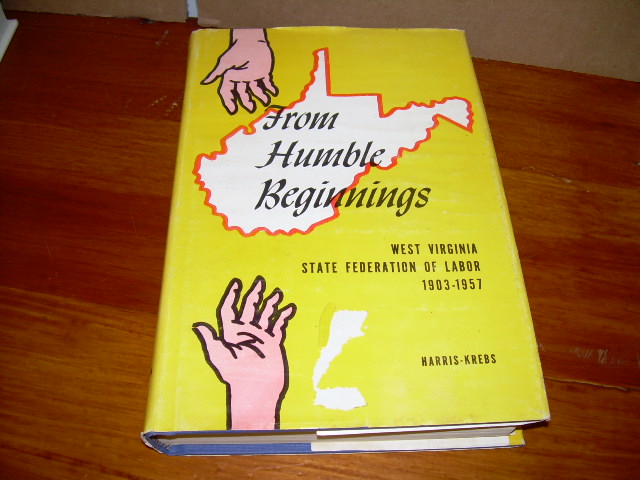 From
Humble
Beginnings
WEST VIRGINIA
STATE FEDERATION OF LABOR
1903-1957
HARRIS-KREBS